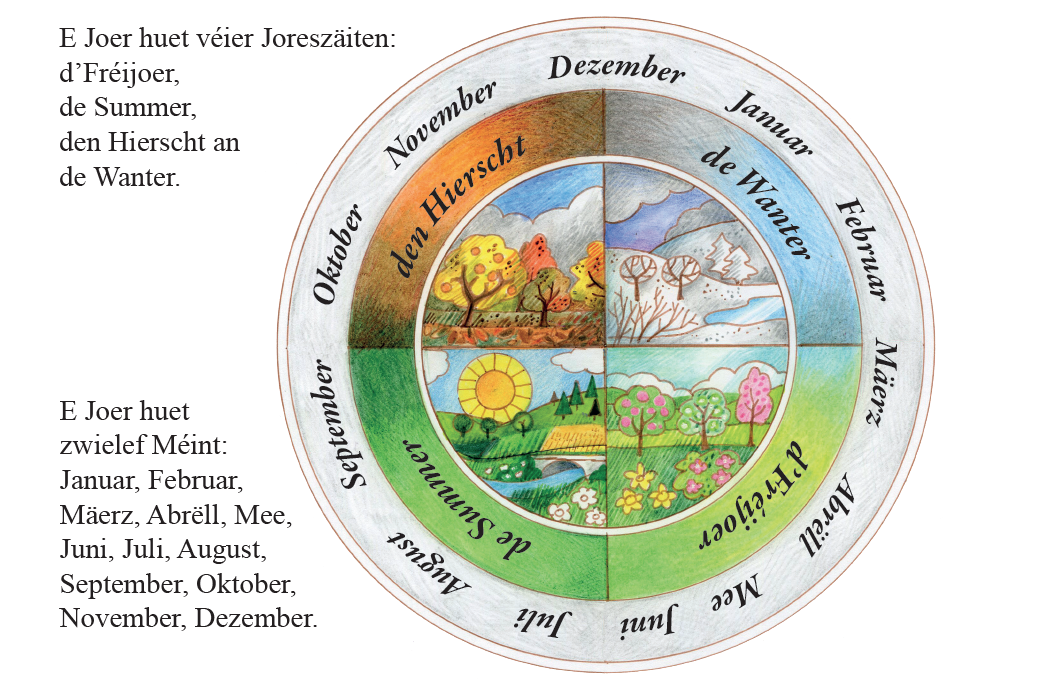 E Joer huet véier Joreszäiten:
d’Fréijoer,
de Summer,
den Hierscht an
de Wanter.
E Joer huet
zwielef Méint:
Januar, Februar,
Mäerz, Abrëll, Mee,
Juni, Juli, August,
September, Oktober,
November, Dezember.
Dezember
Januar
Februar
Mäerz
Abrëll
Mee
Juni
Juli
August
September
Oktober
November
de Wanter
d’Fréijoer
de Summer
den Hierscht